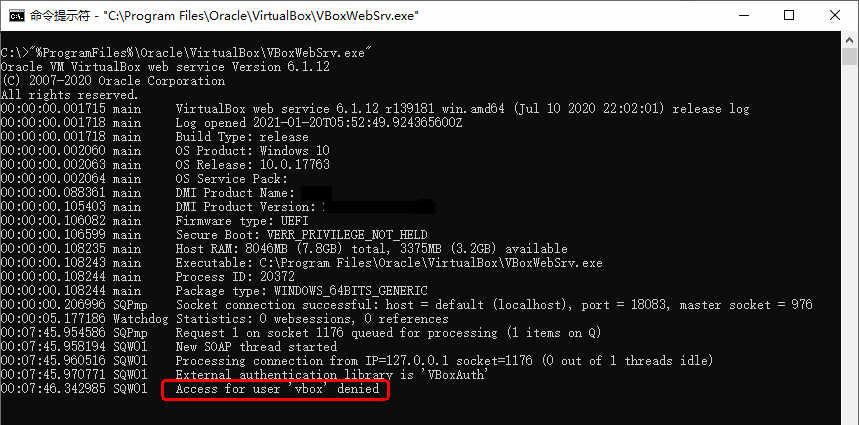 命令提示符 - "C:\Program Files\Oracle\VirtualBox\VBoxWebSrv.exe"
C:\>"%ProgramFiles%\Oracle\VirtualBox\VBoxWebSrv.exe"
Oracle VM VirtualBox web service Version 6.1.12
(C) 2007-2020 Oracle Corporation
All rights reserved.
00:00:00.001715 main     VirtualBox web service 6.1.12 r139181 win.amd64 (Jul 10 2020 22:02:01) release log
00:00:00.001718 main     Log opened 2021-01-20T05:52:49.924365600Z
00:00:00.001718 main     Build Type: release
00:00:00.002060 main     OS Product: Windows 10
00:00:00.002063 main     OS Release: 10.0.17763
00:00:00.002064 main     OS Service Pack:
00:00:00.088361 main     DMI Product Name:
00:00:00.105403 main     DMI Product Version:
00:00:00.106082 main     Firmware type: UEFI
00:00:00.106599 main     Secure Boot: VERR_PRIVILEGE_NOT_HELD
00:00:00.108235 main     Host RAM: 8046MB (7.8GB) total, 3375MB (3.2GB) available
00:00:00.108243 main     Executable: C:\Program Files\Oracle\VirtualBox\VBoxWebSrv.exe
00:00:00.108244 main     Process ID: 20372
00:00:00.108244 main     Package type: WINDOWS_64BITS_GENERIC
00:00:00.206996 SQPmp    Socket connection successful: host = default (localhost), port = 18083, master socket = 976
00:00:05.177186 Watchdog Statistics: 0 websessions, 0 references
00:07:45.954586 SQPmp    Request 1 on socket 1176 queued for processing (1 items on Q)
00:07:45.958194 SQW01    New SOAP thread started
00:07:45.960516 SQW01    Processing connection from IP=127.0.0.1 socket=1176 (0 out of 1 threads idle)
00:07:45.970771 SQW01    External authentication library is 'VBoxAuth'
00:07:46.342985 SQW01    Access for user 'vbox' denied